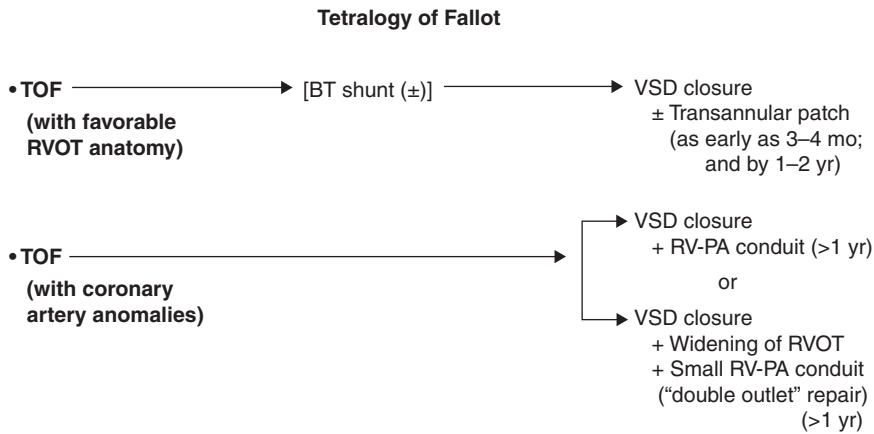 Tetralogy of Fallot
• TOF
(with favorable
RVOT anatomy)
[BT shunt (±)]
VSD closure
± Transannular patch
(as early as 3–4 mo;
and by 1–2 yr)
• TOF
(with coronary
artery anomalies)
VSD closure
+ RV-PA conduit (>1 yr)
or
VSD closure
+ Widening of RVOT
+ Small RV-PA conduit
(“double outlet” repair)
(>1 yr)